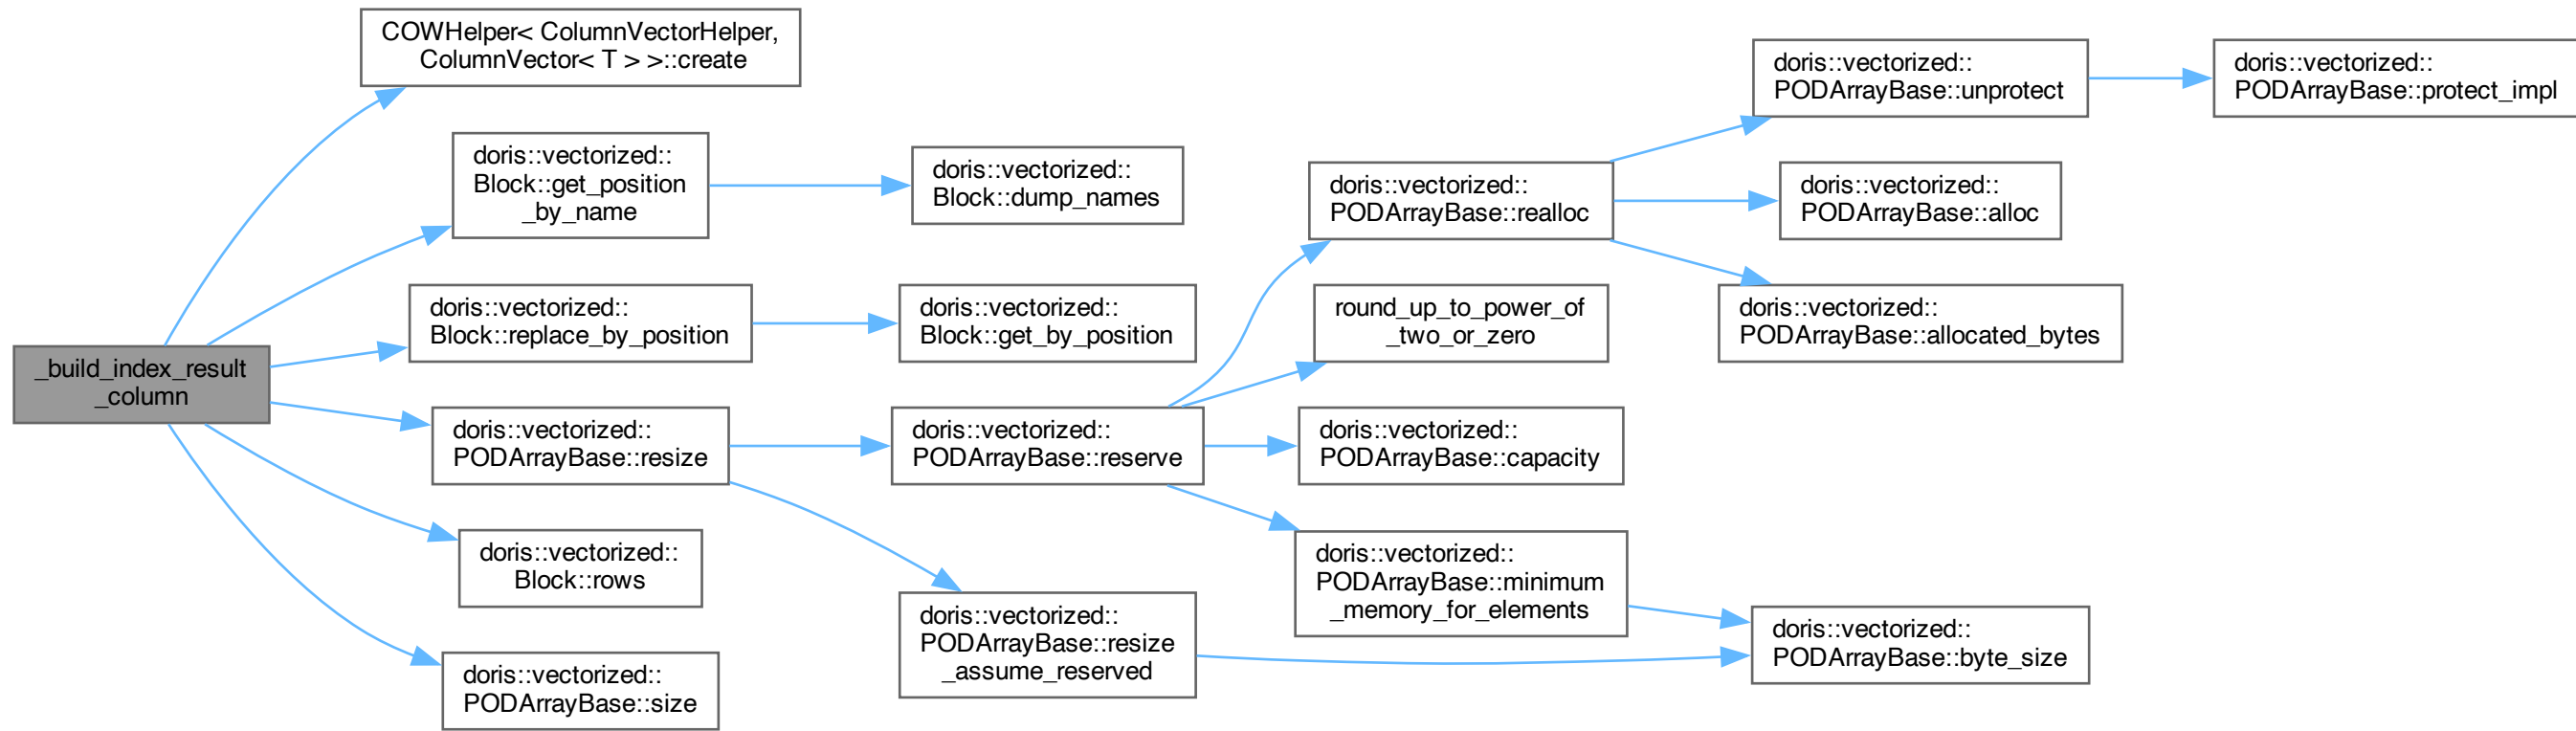 COWHelper< ColumnVectorHelper,
ColumnVector< T > >::create
doris::vectorized::
Block::get_position
_by_name
doris::vectorized::
Block::dump_names
doris::vectorized::
Block::replace_by_position
doris::vectorized::
Block::get_by_position
_build_index_result
_column
doris::vectorized::
PODArrayBase::resize
doris::vectorized::
PODArrayBase::reserve
doris::vectorized::
PODArrayBase::realloc
doris::vectorized::
PODArrayBase::unprotect
doris::vectorized::
PODArrayBase::protect_impl
doris::vectorized::
PODArrayBase::alloc
doris::vectorized::
PODArrayBase::allocated_bytes
round_up_to_power_of
_two_or_zero
doris::vectorized::
PODArrayBase::capacity
doris::vectorized::
PODArrayBase::minimum
_memory_for_elements
doris::vectorized::
PODArrayBase::byte_size
doris::vectorized::
PODArrayBase::resize
_assume_reserved
doris::vectorized::
Block::rows
doris::vectorized::
PODArrayBase::size